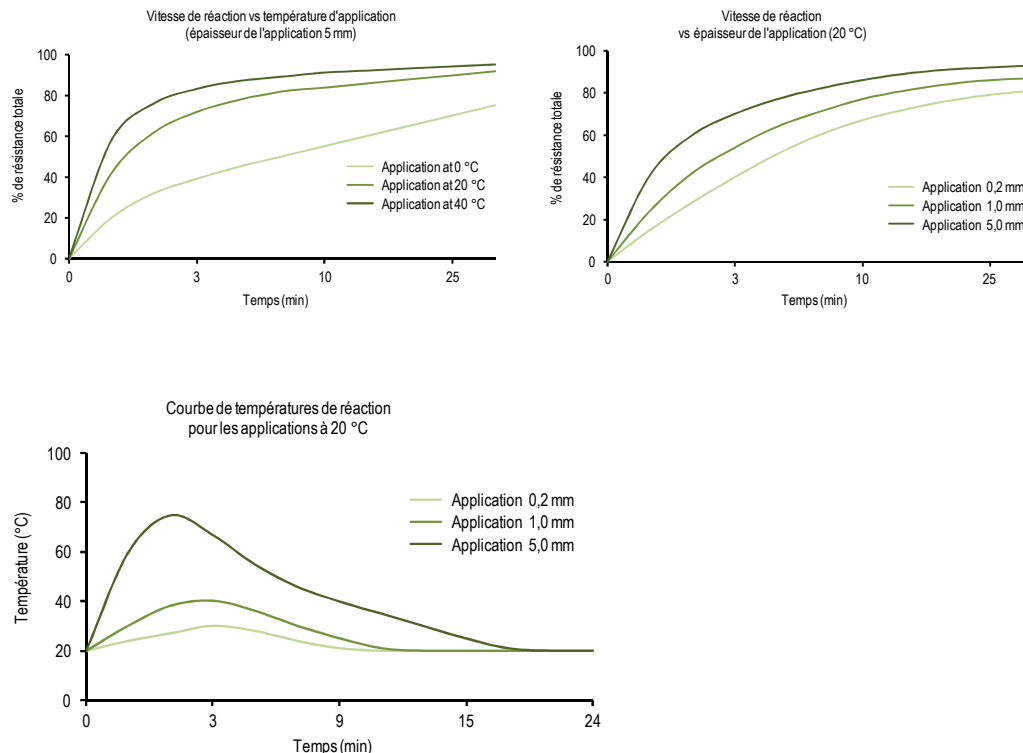 Vitesse de réaction vs température d'application
(épaisseur de l'application 5 mm)
% de résistance totale
100
80
60
40
20
0
Application at 0 °C
Application at 20 °C
Application at 40 °C
0 3 10 25
Temps (min)
Vitesse de réaction
vs épaisseur de l'application (20 °C)
% de résistance totale
100
80
60
40
20
0
Application 0,2 mm
Application 1,0 mm
Application 5,0 mm
0 3 10 25
Temps (min)
Courbe de températures de réaction
pour les applications à 20 °C
Température (°C)
100
80
60
40
20
0
Application 0,2 mm
Application 1,0 mm
Application 5,0 mm
0 3 9 15 24
Temps (min)